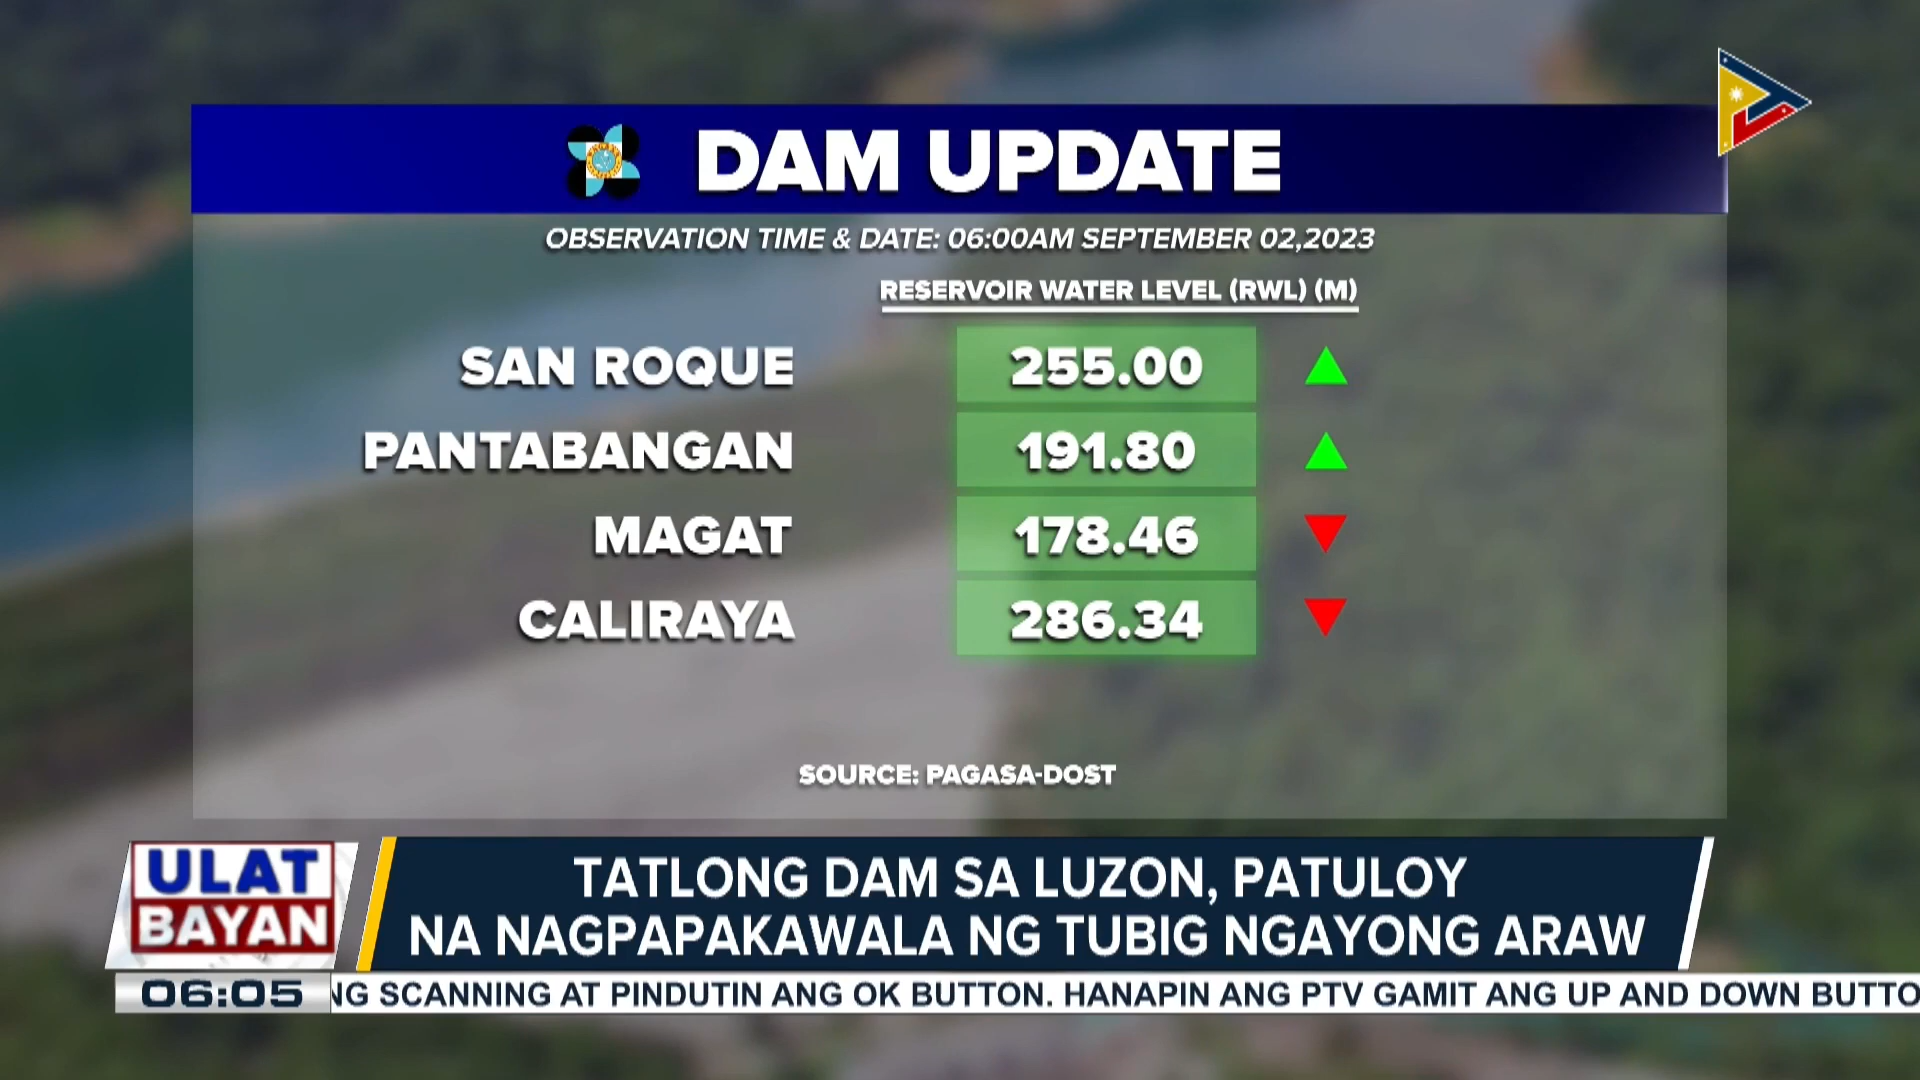 DAM UPDATE
OBSERVATION TIME & DATE: 06:00AM SEPTEMBER 02,2023
RESERVOIR WATER LEVEL (RWL) (M)
SAN ROQUE 255.00
PANTABANGAN 191.80
MAGAT 178.46
CALIRAYA 286.34
SOURCE: PAGASA-DOST
ULAT
BAYAN
TATLONG DAM SA LUZON, PATULOY
NA NAGPAPAKAWALA NG TUBIG NGAYONG ARAW
06:05
NG SCANNING AT PINDUTIN ANG OK BUTTON. HANAPIN ANG PTV GAMIT ANG UP AND DOWN BUTTO